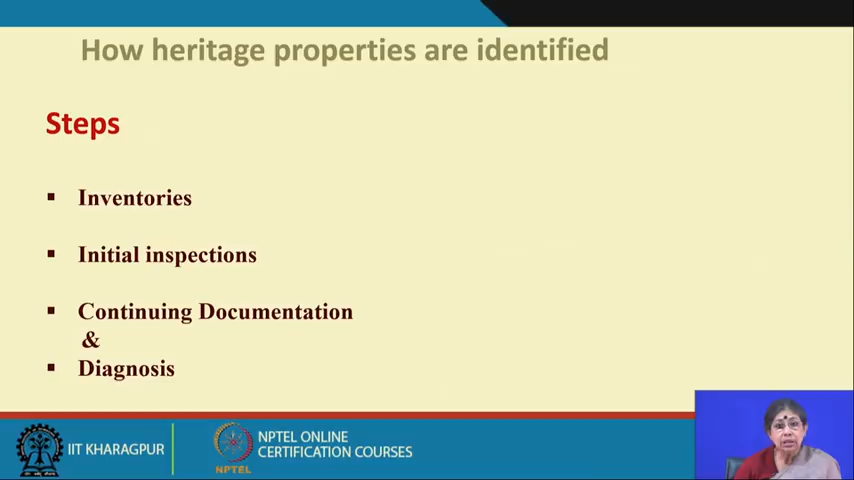 How heritage properties are identified
Steps
▪ Inventories
▪ Initial inspections
▪ Continuing Documentation
&
▪ Diagnosis
IIT KHARAGPUR
NPTEL
NPTEL ONLINE
CERTIFICATION COURSES